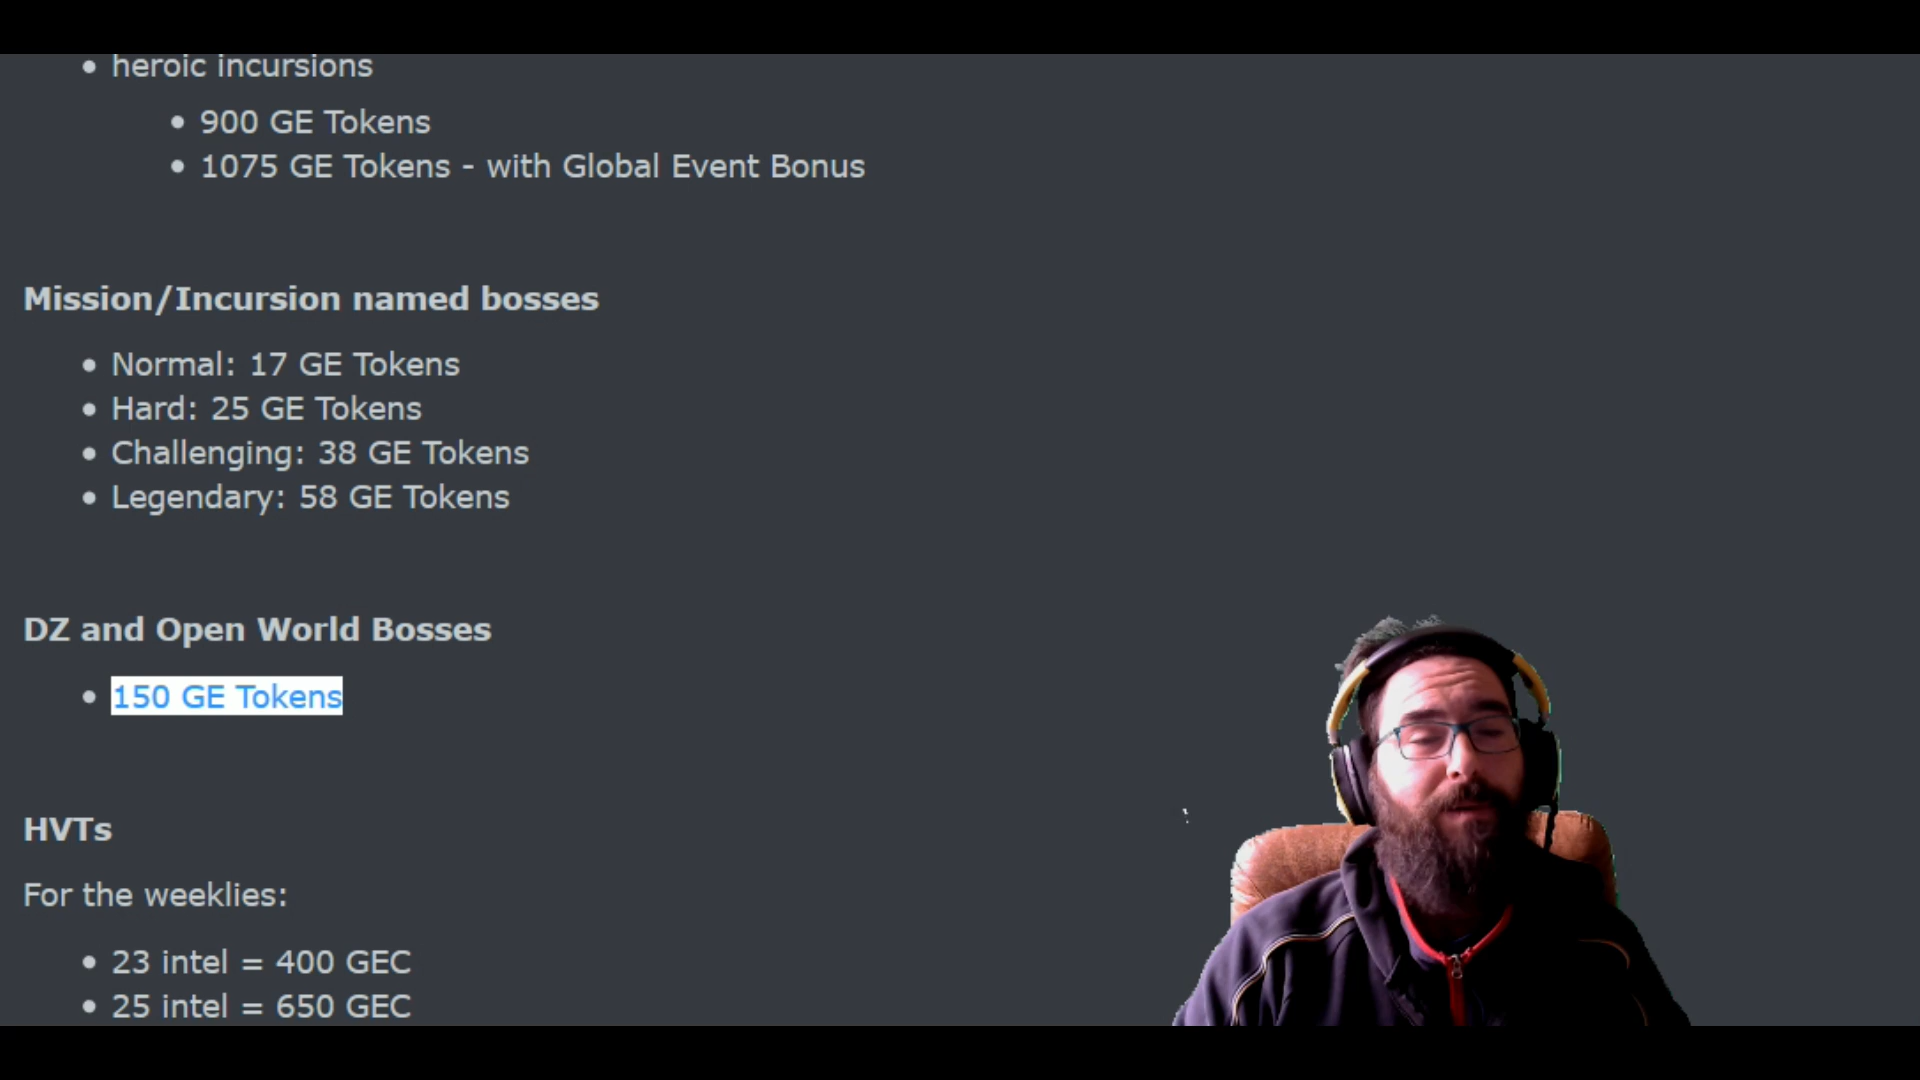 heroic incursions
900 GE Tokens
1075 GE Tokens - with Global Event Bonus
Mission/Incursion named bosses
Normal: 17 GE Tokens
Hard: 25 GE Tokens
Challenging: 38 GE Tokens
Legendary: 58 GE Tokens
DZ and Open World Bosses
150 GE Tokens
HVTs
For the weeklies:
23 intel = 400 GEC
25 intel = 650 GEC